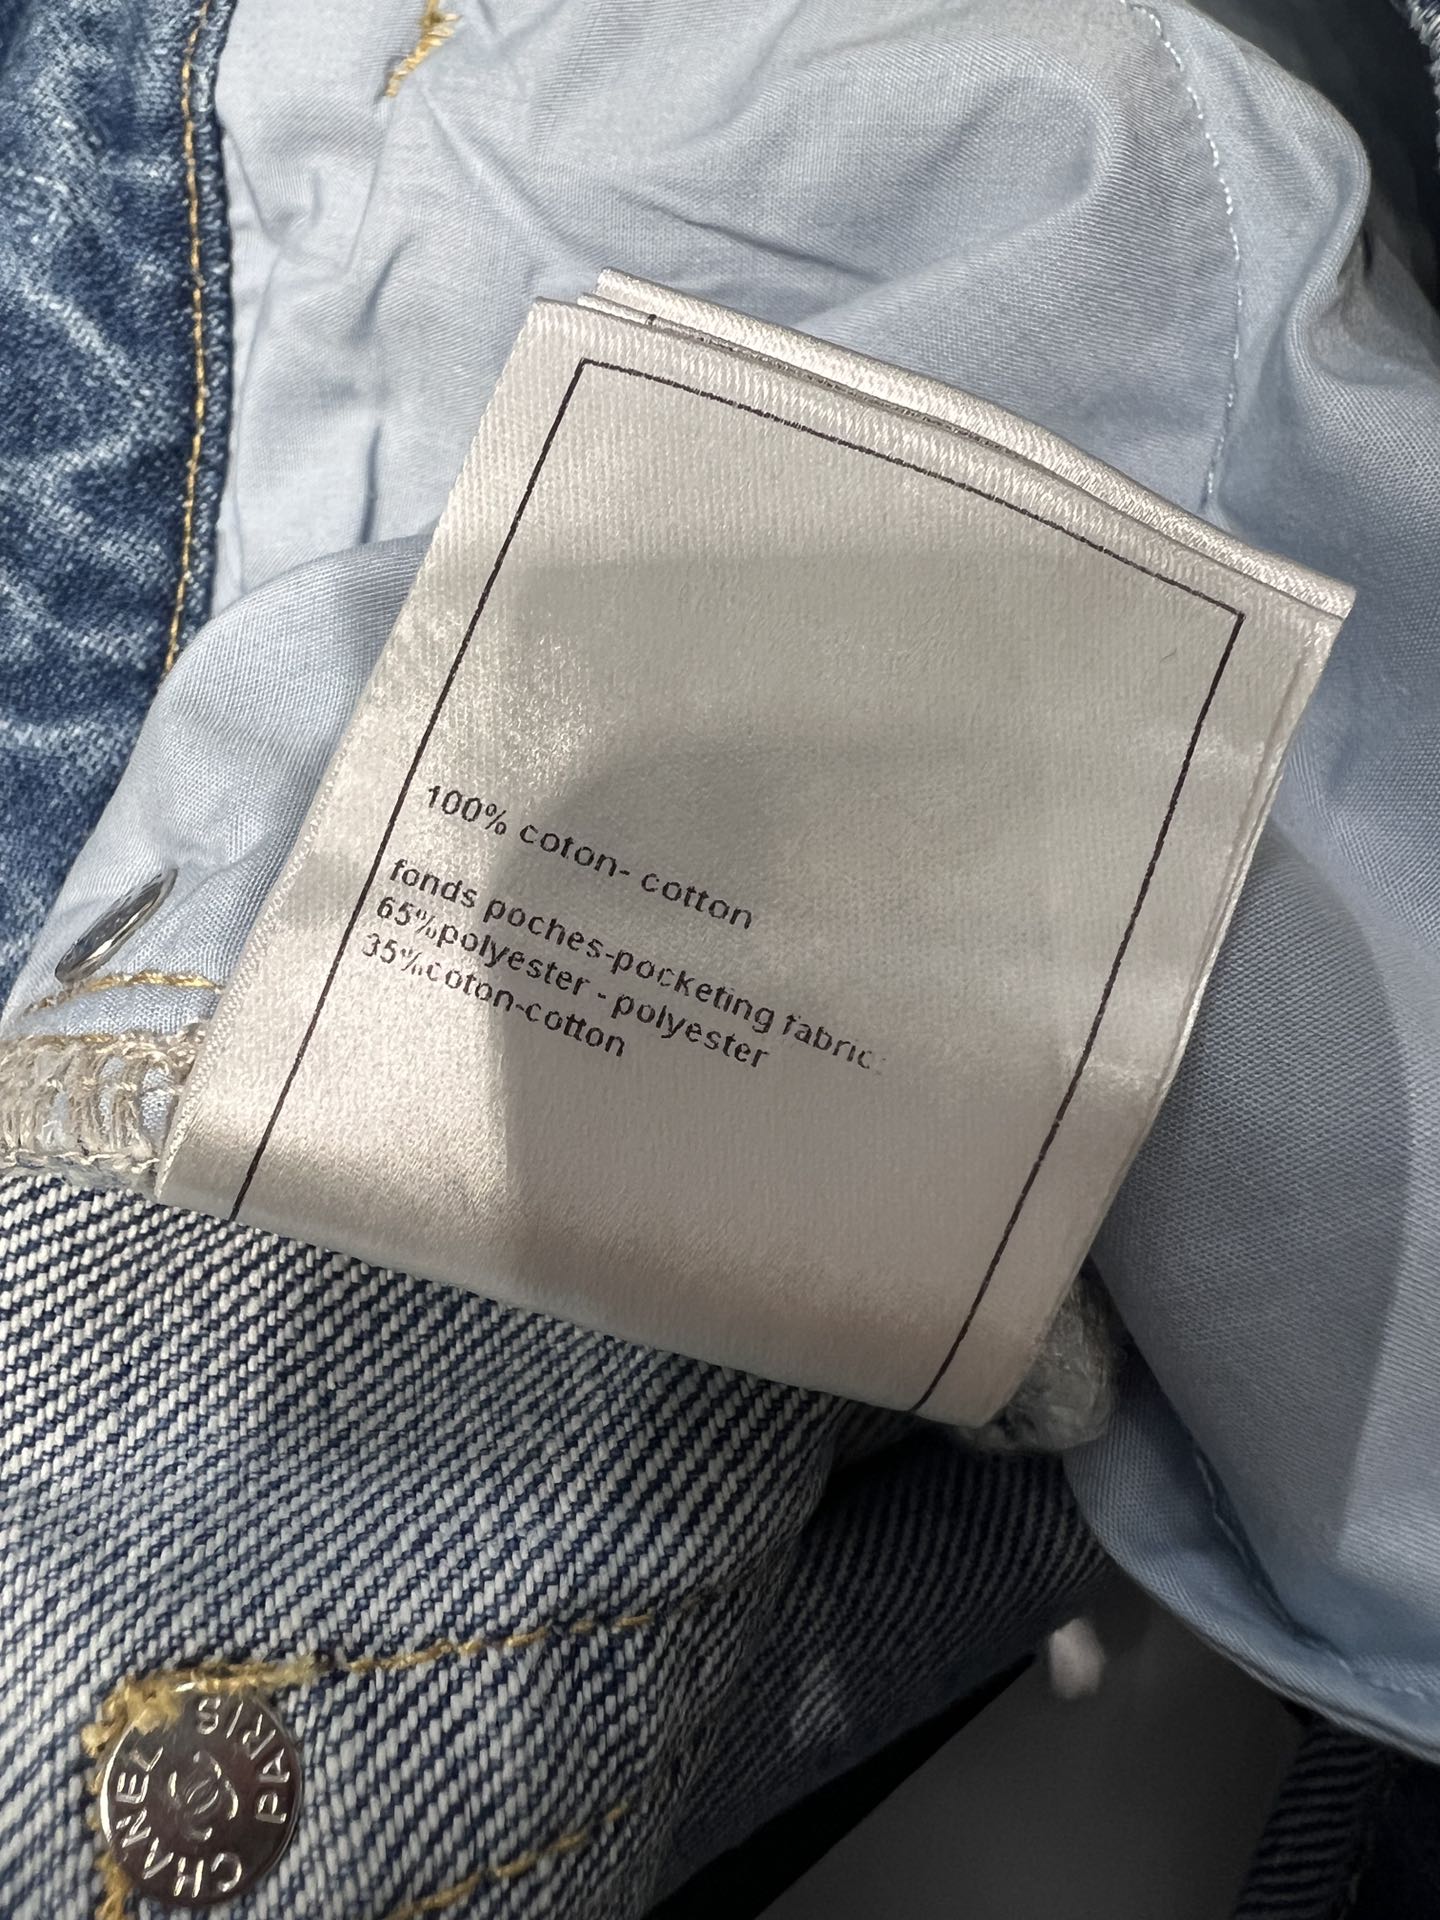 100% coton- cotton
fonds poches-pocketing fabric:
65%polyester - polyester
35%coton-cotton
CHANEL
PARIS